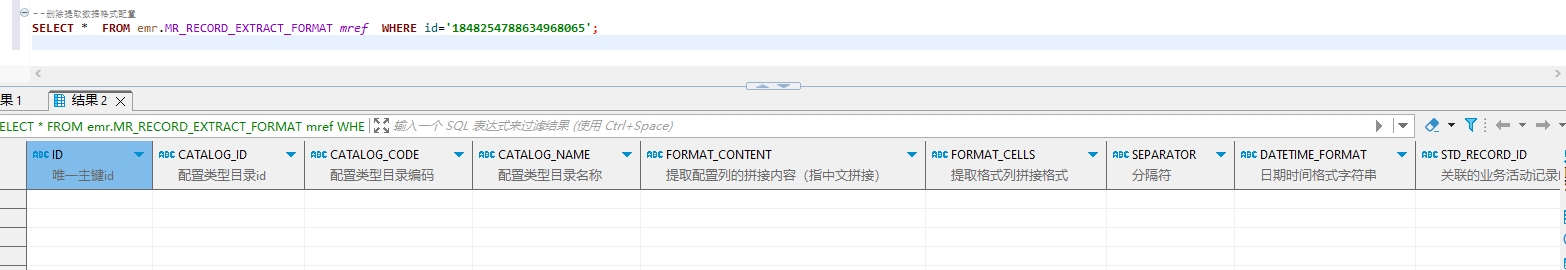 --删除提取数据格式配置
SELECT *  FROM emr.MR_RECORD_EXTRACT_FORMAT mref  WHERE id='1848254788634968065';
果1 结果2
ELECT * FROM emr.MR_RECORD_EXTRACT_FORMAT mref WHE 输入一个 SQL 表达式来过滤结果 (使用 Ctrl+Space)
ABC ID ABC CATALOG_ID ABC CATALOG_CODE ABC CATALOG_NAME ABC FORMAT_CONTENT ABC FORMAT_CELLS ABC SEPARATOR ABC DATETIME_FORMAT ABC STD_RECORD_ID
唯一主键id 配置类型目录id 配置类型目录编码 配置类型目录名称 提取配置列的拼接内容（指中文拼接） 提取格式列拼接格式 分隔符 日期时间格式字符串 关联的业务活动记录